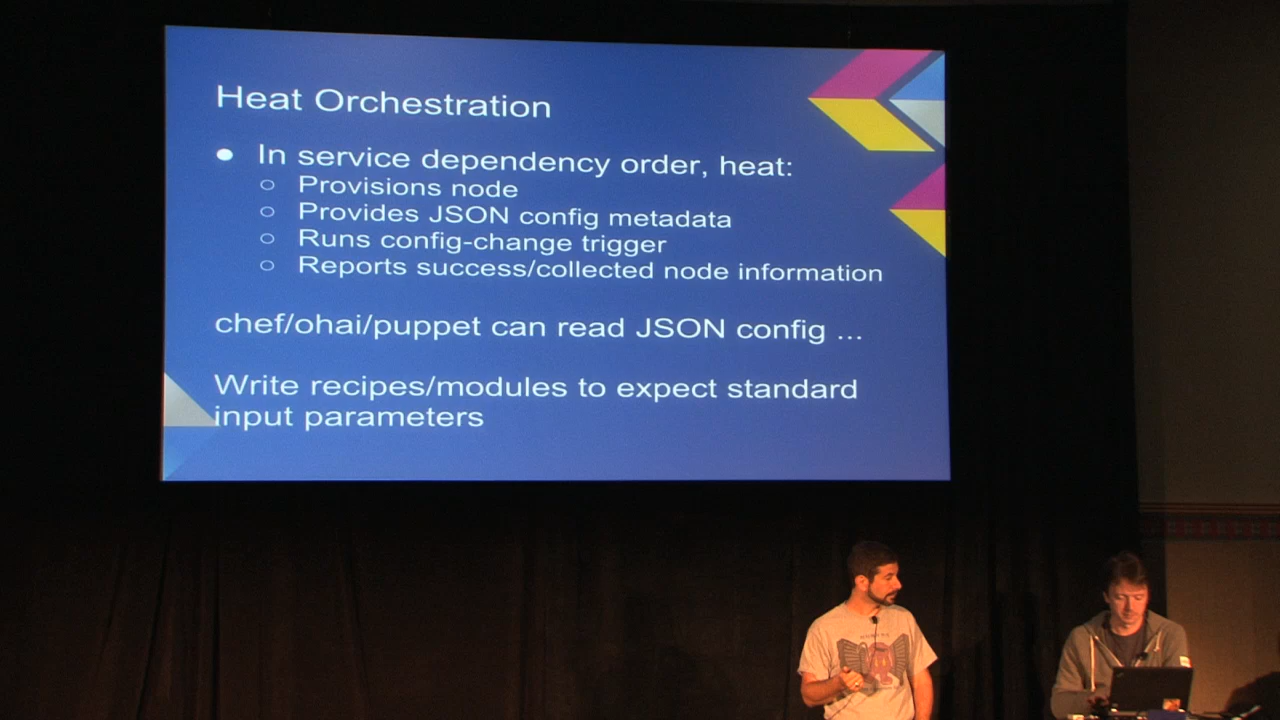 Heat Orchestration
● In service dependency order, heat:
○ Provisions node
○ Provides JSON config metadata
○ Runs config-change trigger
○ Reports success/collected node information
chef/ohai/puppet can read JSON config ...
Write recipes/modules to expect standard
input parameters